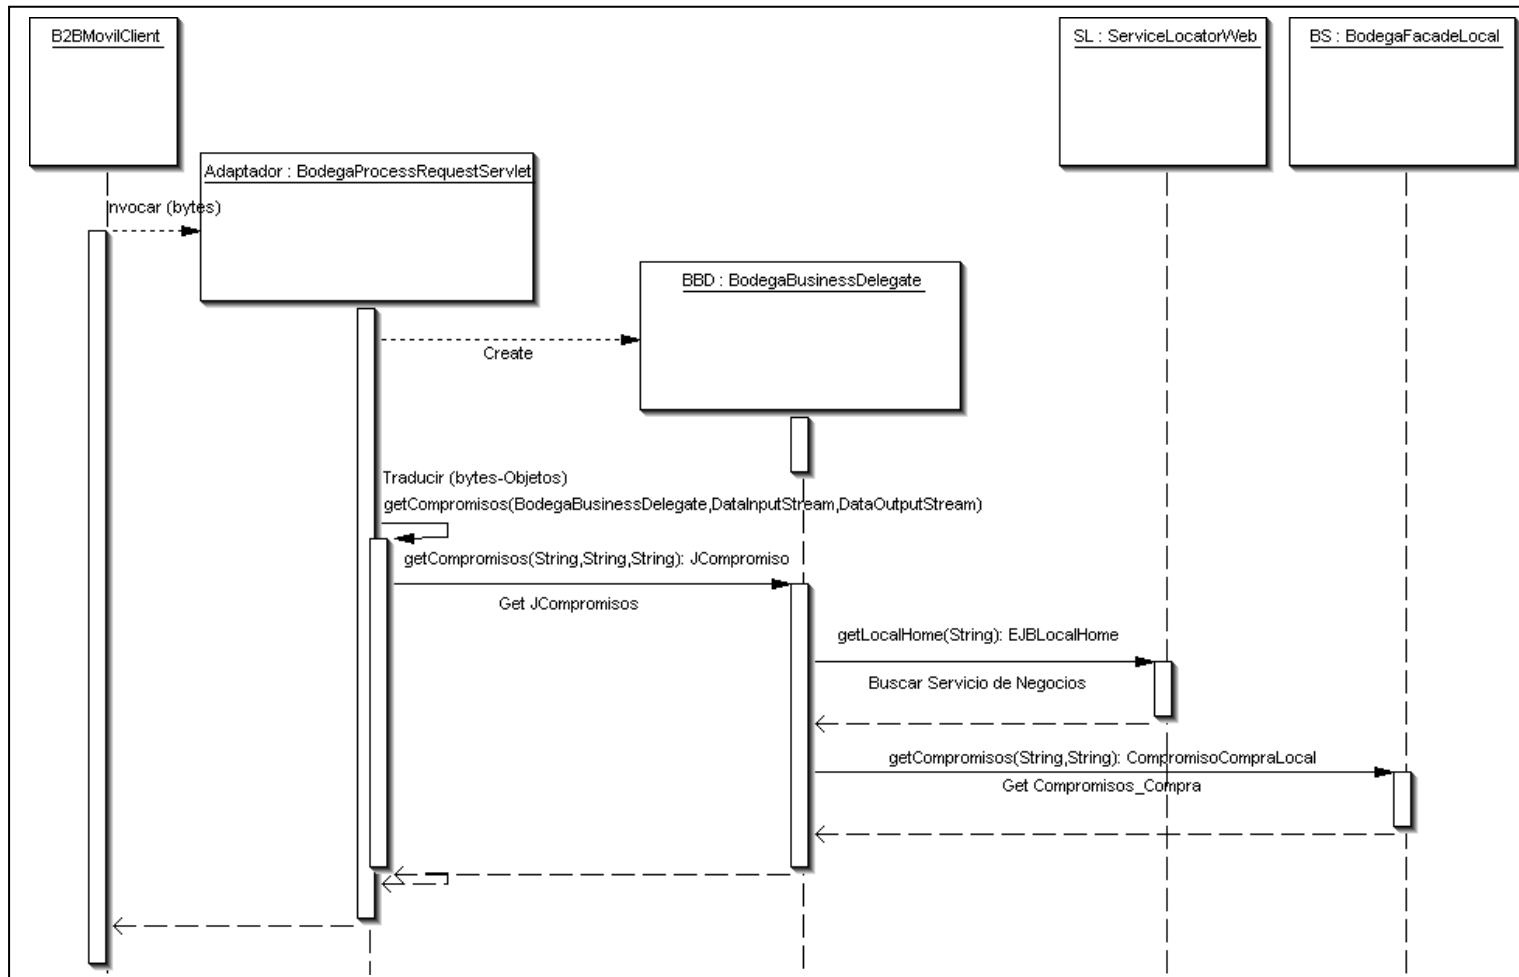 B2BMovilClient
SL : ServiceLocatorWeb
BS : BodegaFacadeLocal
Adaptador : BodegaProcessRequestServlet
nvocar (bytes)
BBD : BodegaBusinessDelegate
Create
Traducir (bytes-Objetos)
getCompromisos(BodegaBusinessDelegate,DataInputStream,DataOutputStream)
getCompromisos(String,String,String): JCompromiso
Get JCompromisos
getLocalHome(String): EJBLocalHome
Buscar Servicio de Negocios
getCompromisos(String,String): CompromisoCompraLocal
Get Compromisos_Compra